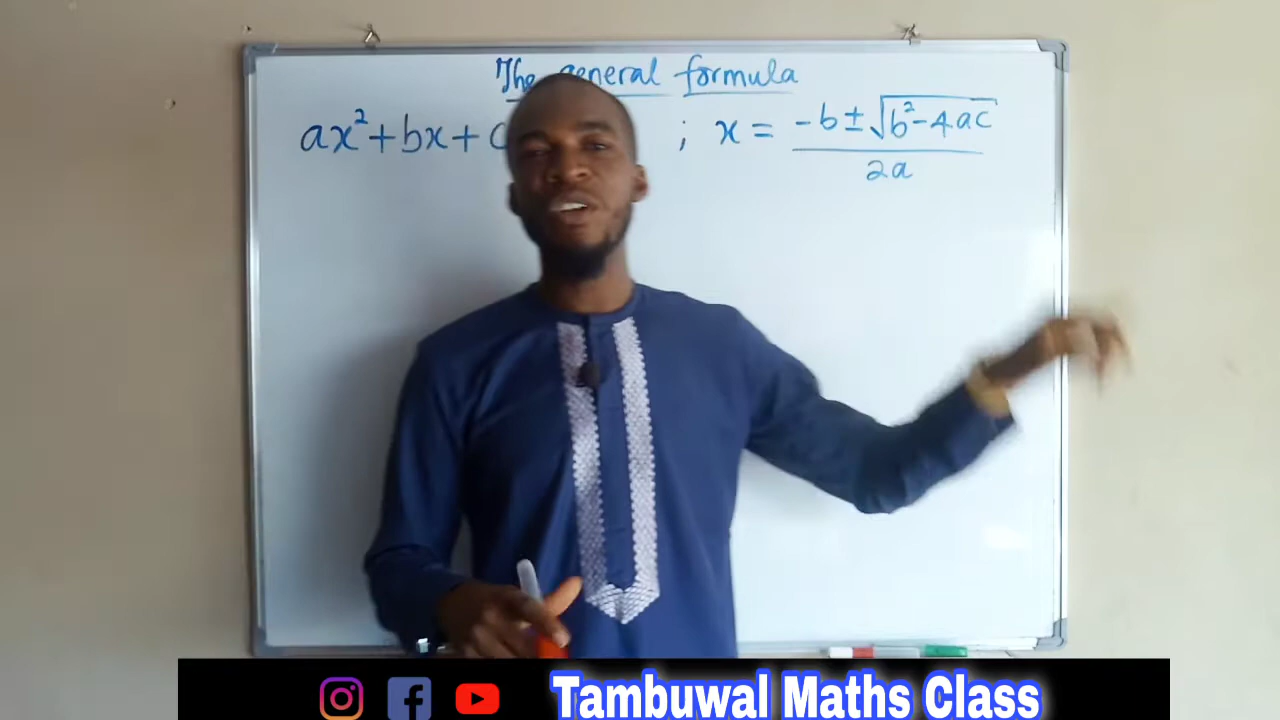 The general formula
ax²+bx+c ; x = -b±√b²-4ac / 2a
Tambuwal Maths Class